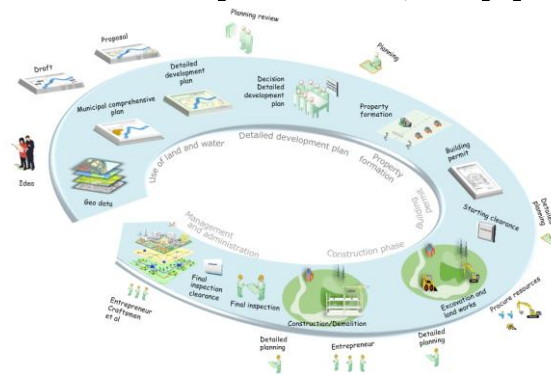 Planning review
Proposal
Planning
Draft
Detailed
development
plan
Decision
Detailed
development
plan
Municipal comprehensive
plan
Property
formation
Building
permit
Idea
Geo data
Use of land and water
Detailed development plan
Property
formation
Building
permit
Starting clearance
Detailed
planning
Management
and administration
Construction phase
Final
inspection
clearance
Final inspection
Construction/Demolition
Excavation and
land works
Procure resources
Entrepreneur
Craftsmen
et al
Detailed
planning
Entrepreneur
Detailed
planning